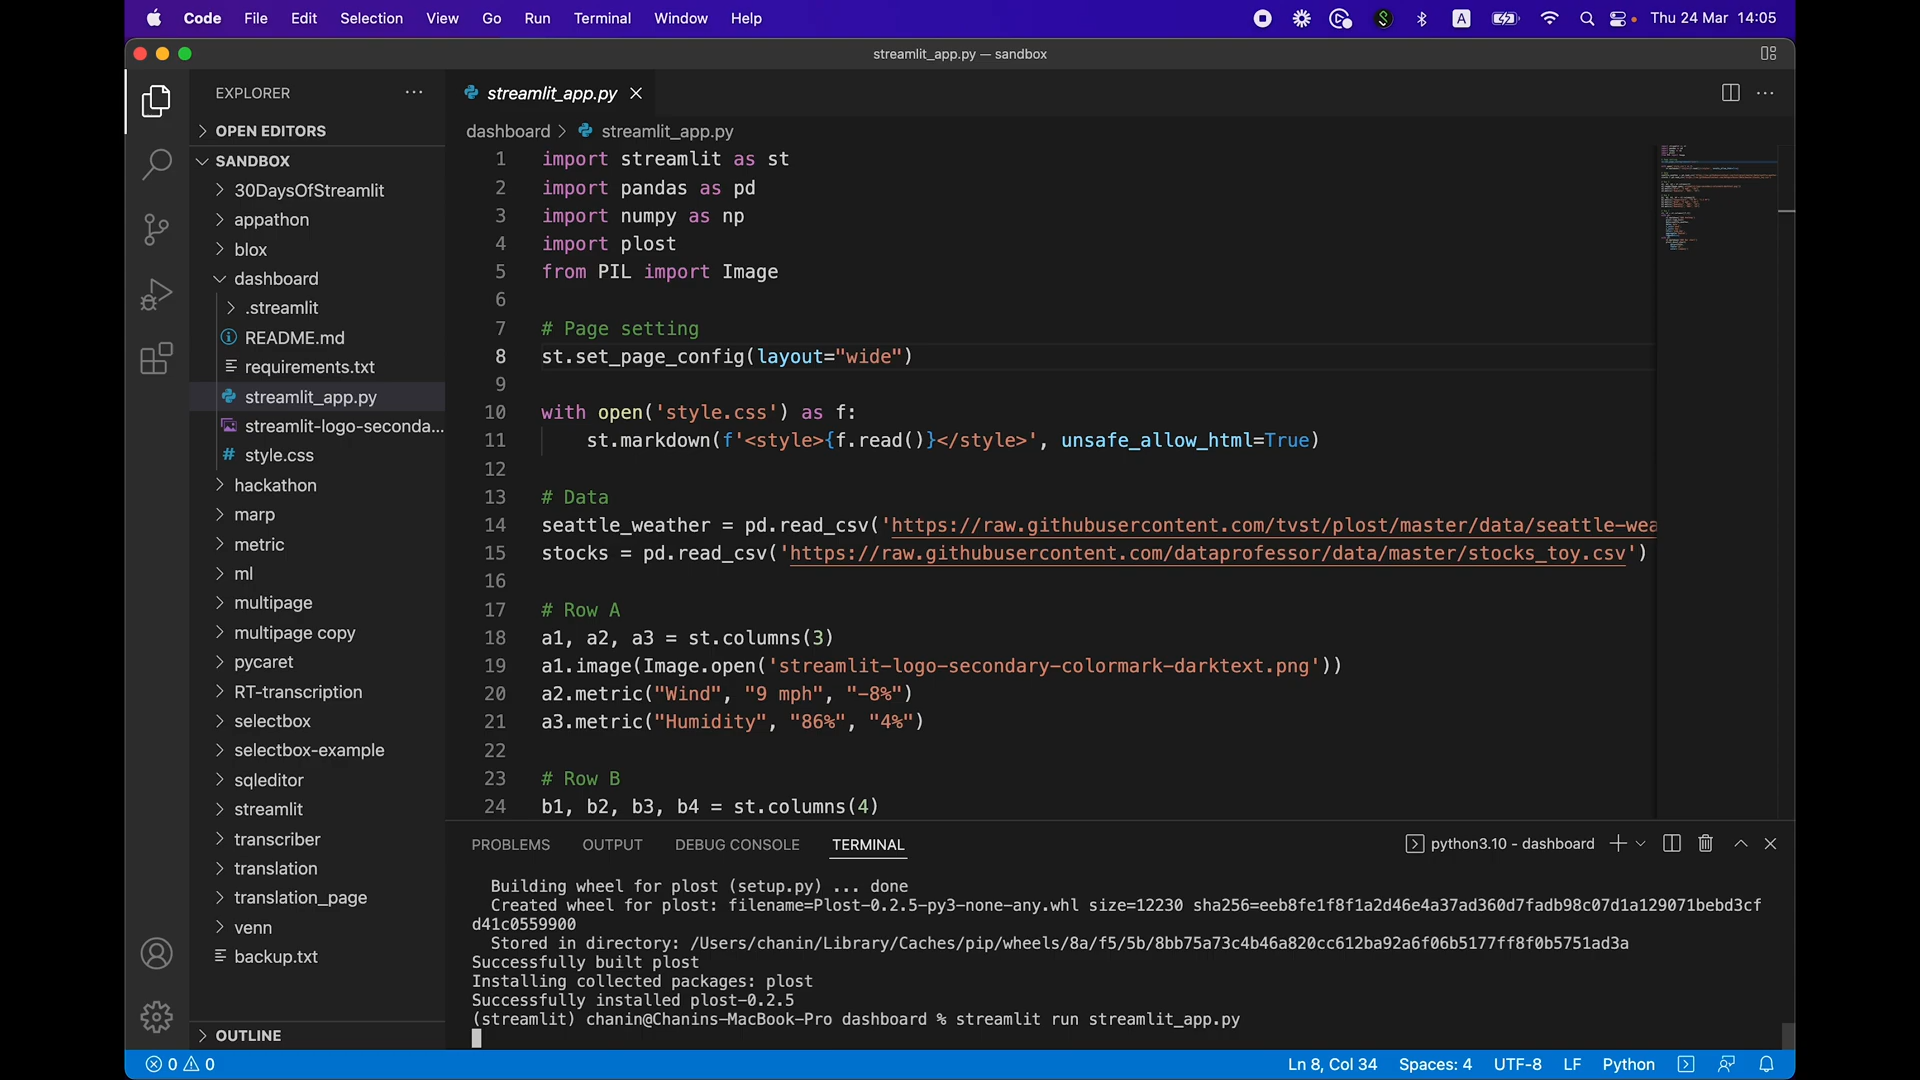 Code File Edit Selection View Go Run Terminal Window Help
A Thu 24 Mar 14:05
streamlit_app.py — sandbox
EXPLORER
OPEN EDITORS
SANDBOX
30DaysOfStreamlit
appathon
blox
dashboard
.streamlit
README.md
requirements.txt
streamlit_app.py
streamlit-logo-seconda...
style.css
hackathon
marp
metric
ml
multipage
multipage copy
pycaret
RT-transcription
selectbox
selectbox-example
sqleditor
streamlit
transcriber
translation
translation_page
venn
backup.txt
OUTLINE
streamlit_app.py
dashboard > streamlit_app.py
1 import streamlit as st
2 import pandas as pd
3 import numpy as np
4 import plost
5 from PIL import Image
6
7 # Page setting
8 st.set_page_config(layout="wide")
9
10 with open('style.css') as f:
11 st.markdown(f'<style>{f.read()}</style>', unsafe_allow_html=True)
12
13 # Data
14 seattle_weather = pd.read_csv('https://raw.githubusercontent.com/tvst/plost/master/data/seattle-wea
15 stocks = pd.read_csv('https://raw.githubusercontent.com/dataprofessor/data/master/stocks_toy.csv')
16
17 # Row A
18 a1, a2, a3 = st.columns(3)
19 a1.image(Image.open('streamlit-logo-secondary-colormark-darktext.png'))
20 a2.metric("Wind", "9 mph", "-8%")
21 a3.metric("Humidity", "86%", "4%")
22
23 # Row B
24 b1, b2, b3, b4 = st.columns(4)
PROBLEMS OUTPUT DEBUG CONSOLE TERMINAL
python3.10 - dashboard
Building wheel for plost (setup.py) ... done
Created wheel for plost: filename=Plost-0.2.5-py3-none-any.whl size=12230 sha256=eeb8fe1f8f1a2d46e4a37ad360d7fadb98c07d1a129071bebd3cf
d41c0559900
Stored in directory: /Users/chanin/Library/Caches/pip/wheels/8a/f5/5b/8bb75a73c4b46a820cc612ba92a6f06b5177ff8f0b5751ad3a
Successfully built plost
Installing collected packages: plost
Successfully installed plost-0.2.5
(streamlit) chanin@Chanins-MacBook-Pro dashboard % streamlit run streamlit_app.py
0 0
Ln 8, Col 34 Spaces: 4 UTF-8 LF Python